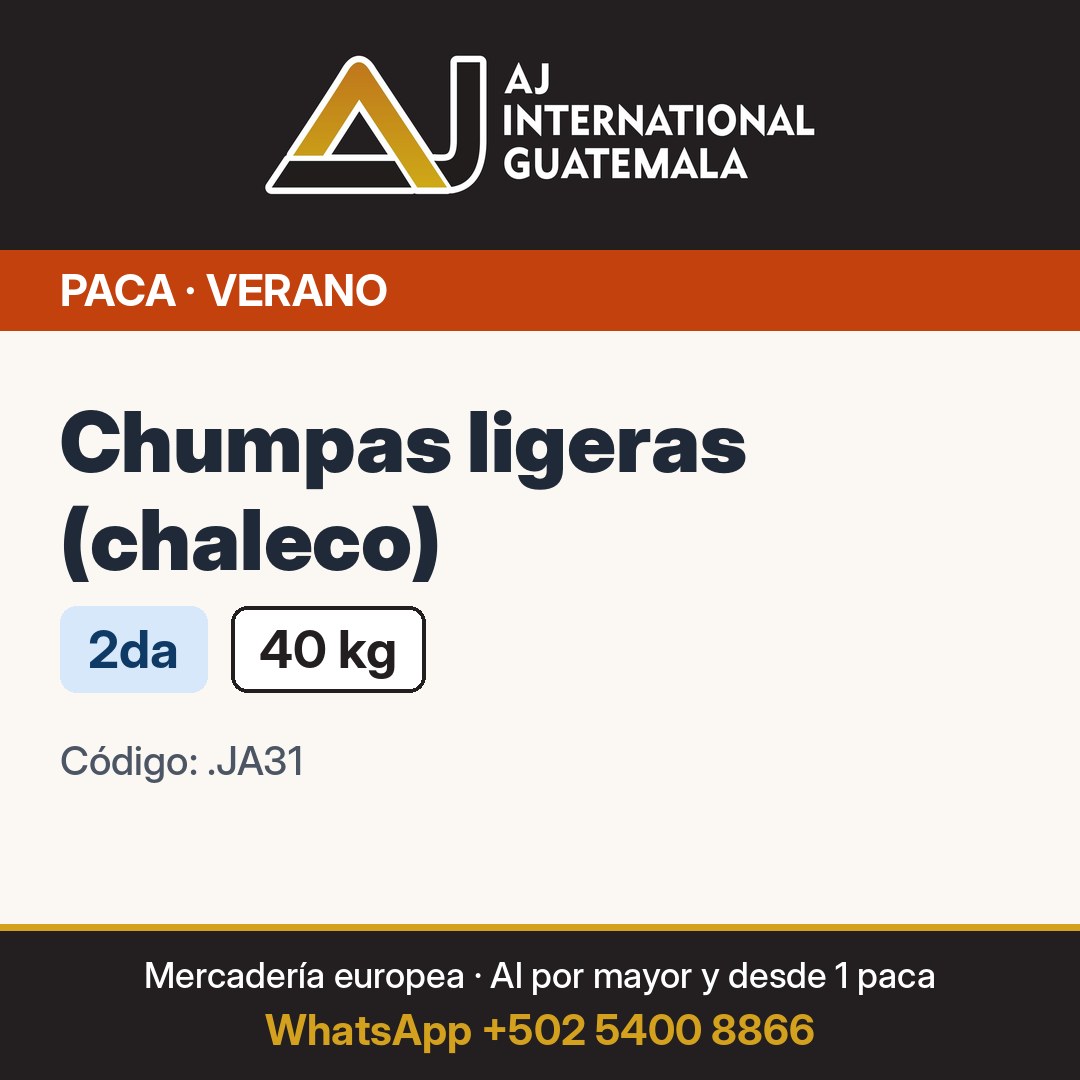 AJ
AJ
INTERNATIONAL
GUATEMALA
PACA · VERANO
Chumpas ligeras
(chaleco)
2da
40 kg
Código: .JA31
Mercadería europea · Al por mayor y desde 1 paca
WhatsApp +502 5400 8866